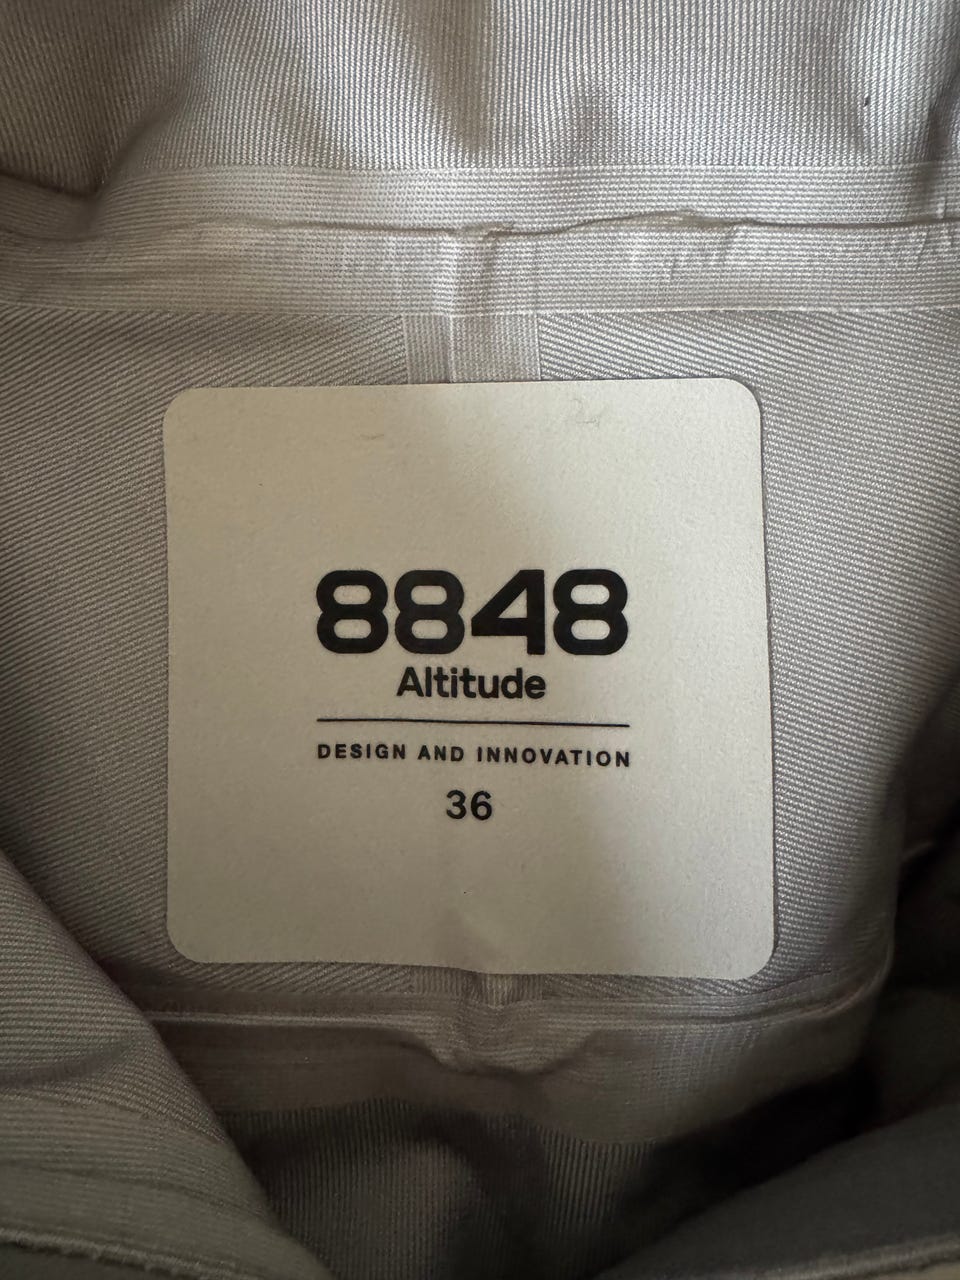 8848
Altitude
DESIGN AND INNOVATION
36